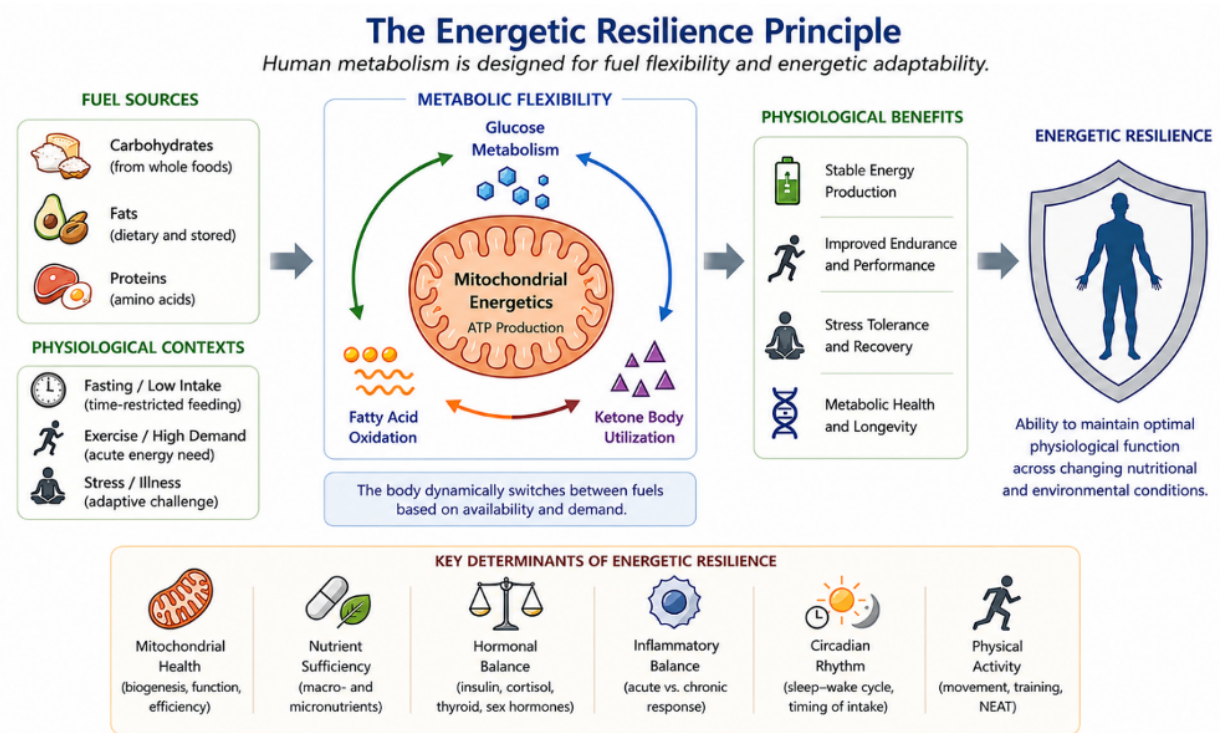 The Energetic Resilience Principle
Human metabolism is designed for fuel flexibility and energetic adaptability.
FUEL SOURCES
Carbohydrates
(from whole foods)
Fats
(dietary and stored)
Proteins
(amino acids)
PHYSIOLOGICAL CONTEXTS
Fasting / Low Intake
(time-restricted feeding)
Exercise / High Demand
(acute energy need)
Stress / Illness
(adaptive challenge)
METABOLIC FLEXIBILITY
Glucose
Metabolism
Mitochondrial
Energetics
ATP Production
Fatty Acid
Oxidation
Ketone Body
Utilization
The body dynamically switches between fuels
based on availability and demand.
PHYSIOLOGICAL BENEFITS
Stable Energy
Production
Improved Endurance
and Performance
Stress Tolerance
and Recovery
Metabolic Health
and Longevity
ENERGETIC RESILIENCE
Ability to maintain optimal
physiological function
across changing nutritional
and environmental conditions.
KEY DETERMINANTS OF ENERGETIC RESILIENCE
Mitochondrial
Health
(biogenesis, function,
efficiency)
Nutrient
Sufficiency
(macro- and
micronutrients)
Hormonal
Balance
(insulin, cortisol,
thyroid, sex hormones)
Inflammatory
Balance
(acute vs. chronic
response)
Circadian
Rhythm
(sleep–wake cycle,
timing of intake)
Physical
Activity
(movement, training,
NEAT)